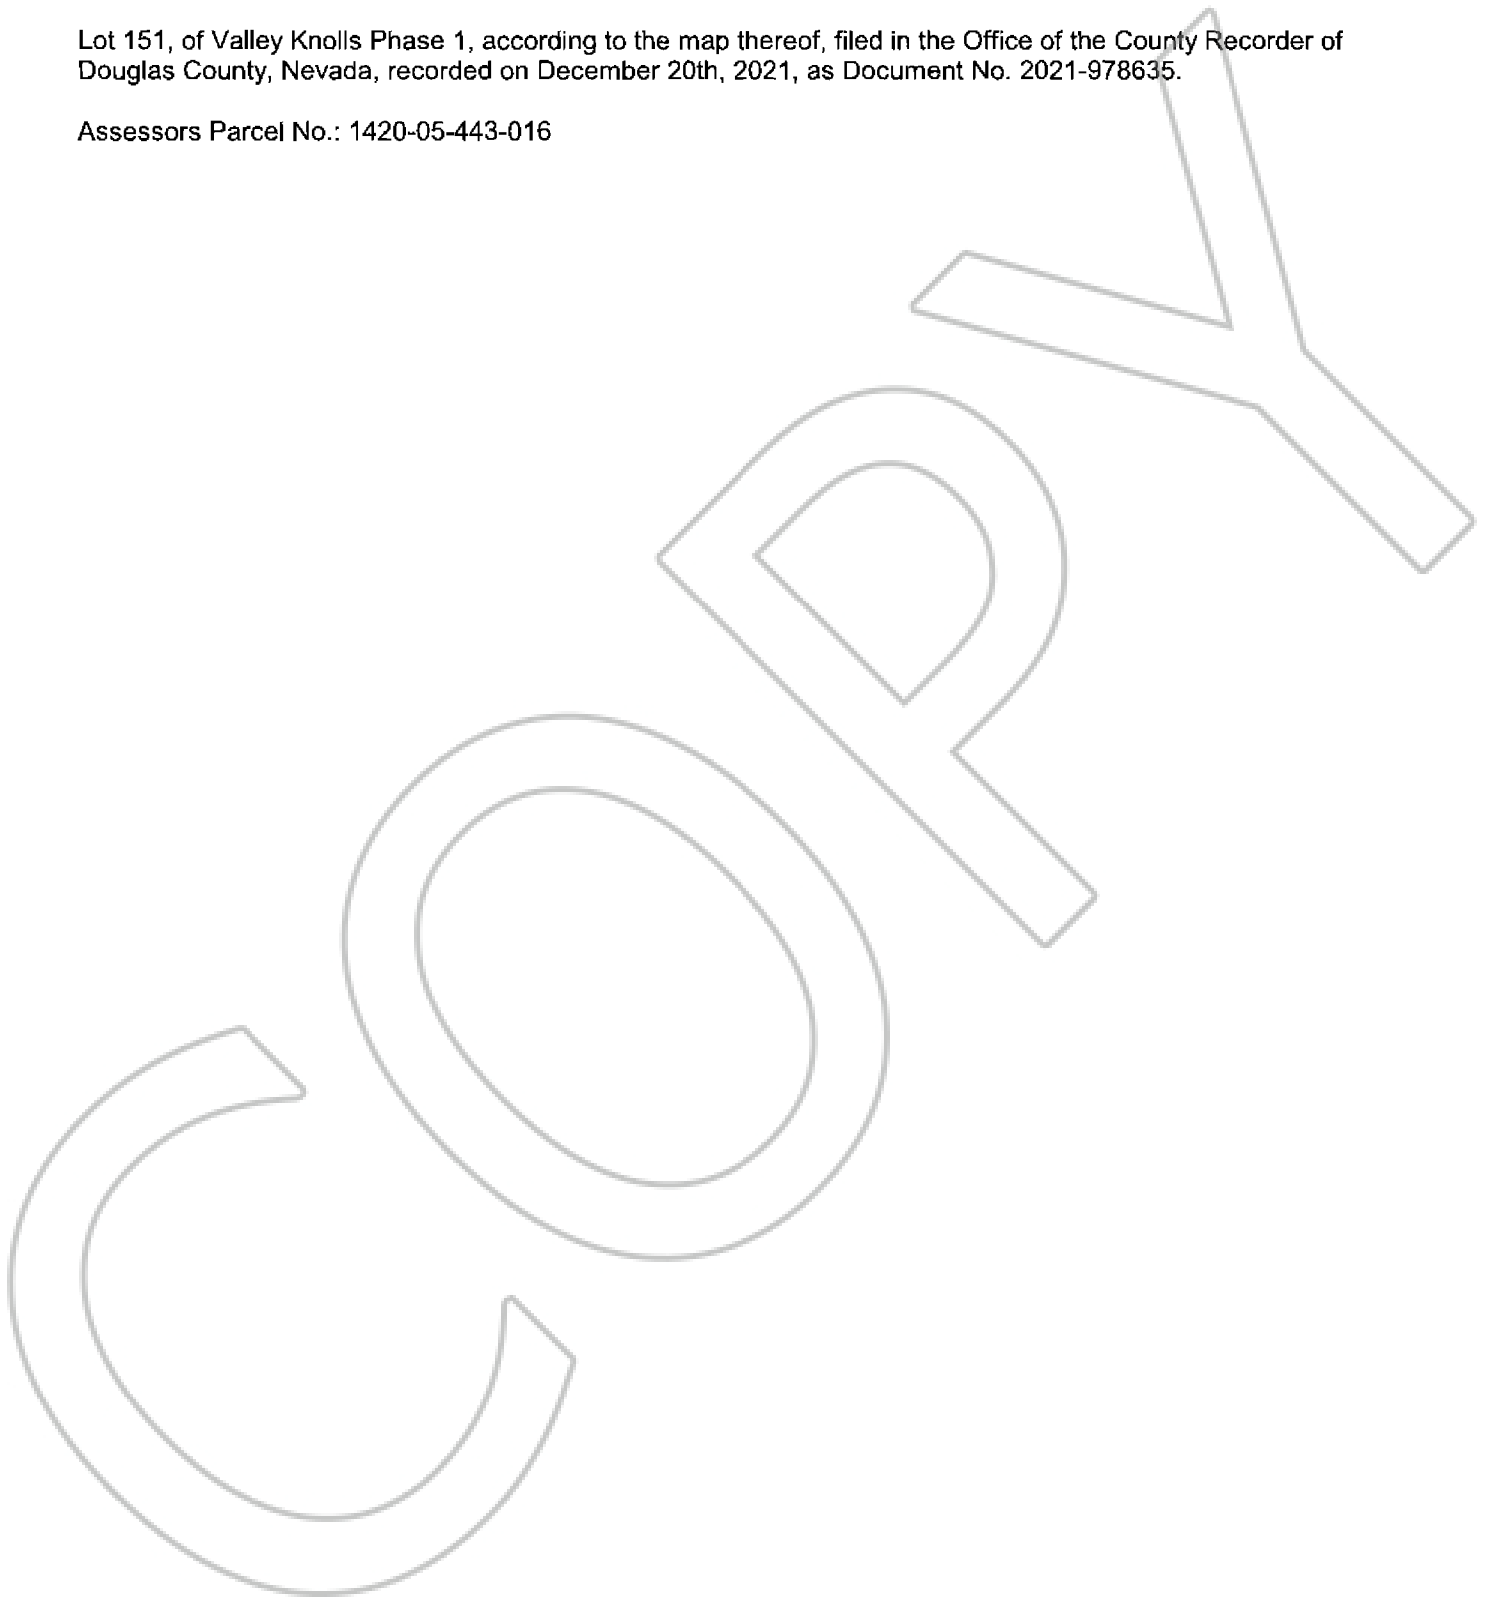 Lot 151, of Valley Knolls Phase 1, according to the map thereof, filed in the Office of the County Recorder of
Douglas County, Nevada, recorded on December 20th, 2021, as Document No. 2021-978635.
Assessors Parcel No.: 1420-05-443-016
COPY